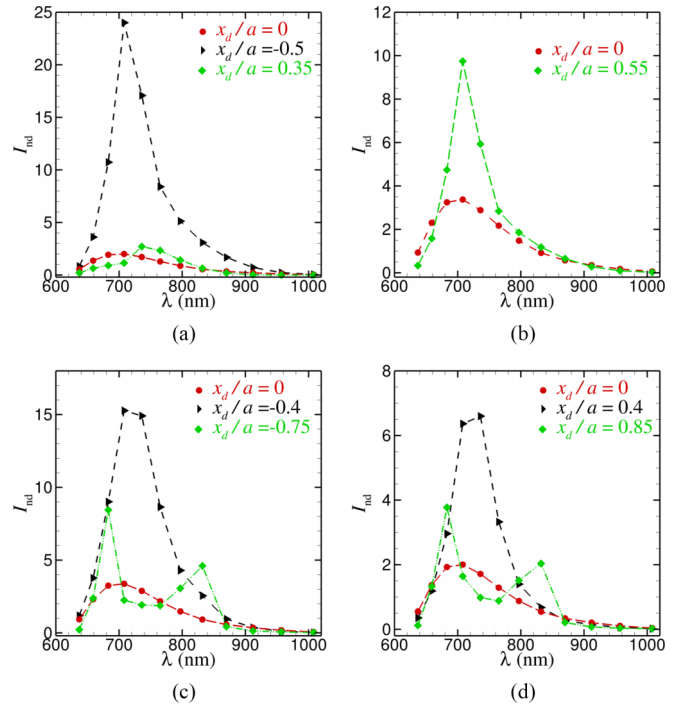 25
20
15
10
5
0
I_nd
x_d/a = 0
x_d/a =-0.5
x_d/a = 0.35
600 700 800 900 1000
λ (nm)
(a)
12
10
8
6
4
2
0
I_nd
x_d/a = 0
x_d/a = 0.55
600 700 800 900 1000
λ (nm)
(b)
15
10
5
0
I_nd
x_d/a = 0
x_d/a =-0.4
x_d/a =-0.75
600 700 800 900 1000
λ (nm)
(c)
8
6
4
2
0
I_nd
x_d/a = 0
x_d/a = 0.4
x_d/a = 0.85
600 700 800 900 1000
λ (nm)
(d)